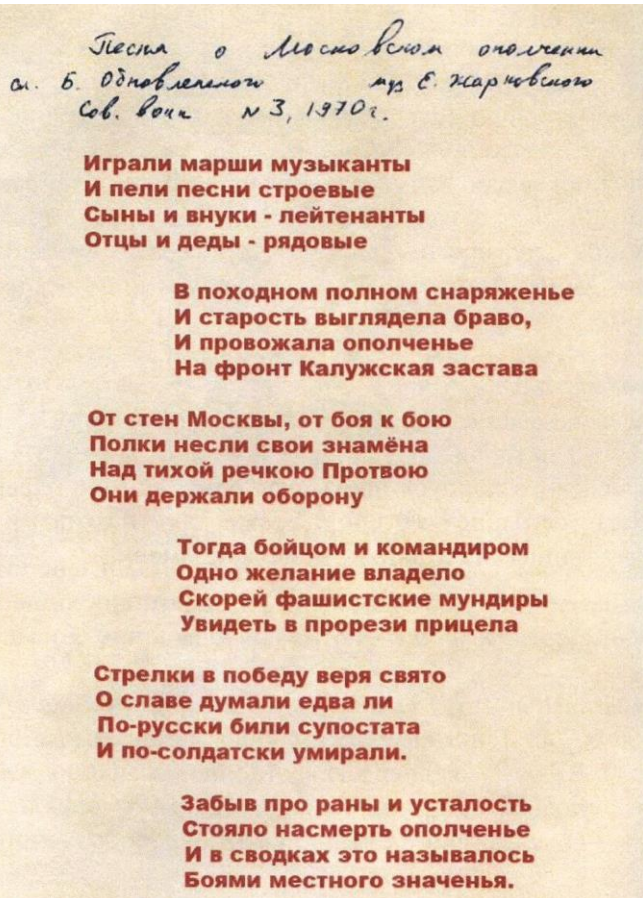 Песня о Московском ополчении
сл. Б. Обновленского муз Е. Жарковского
Сов. воин № 3, 1970г.
Играли марши музыканты
И пели песни строевые
Сыны и внуки - лейтенанты
Отцы и деды - рядовые
В походном полном снаряженье
И старость выглядела браво,
И провожала ополченье
На фронт Калужская застава
От стен Москвы, от боя к бою
Полки несли свои знамёна
Над тихой речкою Протвою
Они держали оборону
Тогда бойцом и командиром
Одно желание владело
Скорей фашистские мундиры
Увидеть в прорези прицела
Стрелки в победу веря свято
О славе думали едва ли
По-русски били супостата
И по-солдатски умирали.
Забыв про раны и усталость
Стояло насмерть ополченье
И в сводках это называлось
Боями местного значенья.